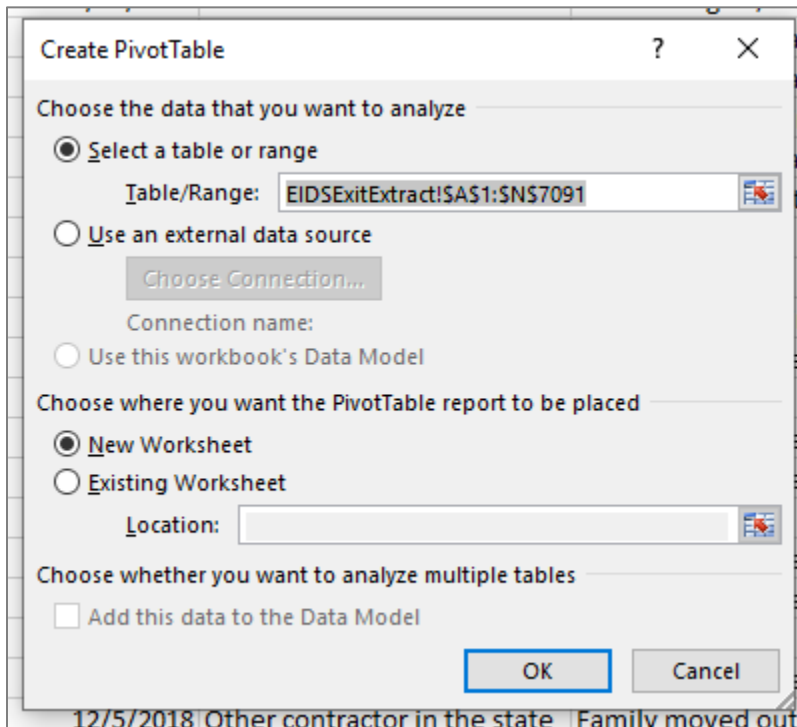 Create PivotTable ?
Choose the data that you want to analyze
Select a table or range
Table/Range: EIDSExitExtract!$A$1:$N$7091
Use an external data source
Choose Connection...
Connection name:
Use this workbook's Data Model
Choose where you want the PivotTable report to be placed
New Worksheet
Existing Worksheet
Location:
Choose whether you want to analyze multiple tables
Add this data to the Data Model
OK Cancel
12/5/2018 Other contractor in the state Family moved out